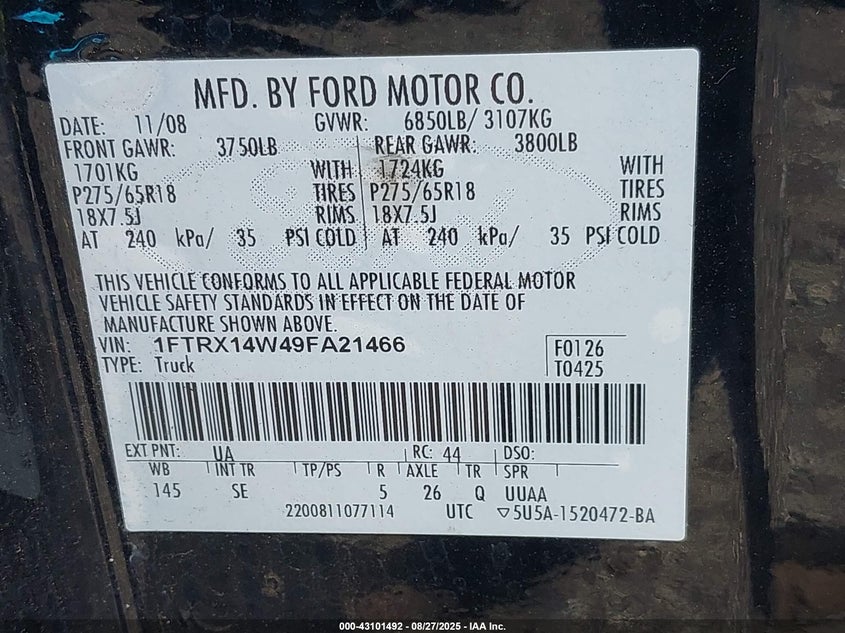 MFD. BY FORD MOTOR CO.
DATE: 11/08 GVWR: 6850LB/ 3107KG
FRONT GAWR: 3750LB REAR GAWR: 3800LB
1701KG WITH 1724KG WITH
P275/65R18 TIRES P275/65R18 TIRES
18X7.5J RIMS 18X7.5J RIMS
AT 240 kPa/ 35 PSI COLD AT 240 kPa/ 35 PSI COLD
THIS VEHICLE CONFORMS TO ALL APPLICABLE FEDERAL MOTOR
VEHICLE SAFETY STANDARDS IN EFFECT ON THE DATE OF
MANUFACTURE SHOWN ABOVE.
VIN: 1FTRX14W49FA21466 F0126
TYPE: Truck T0425
EXT PNT: UA RC: 44 DSO:
WB INT TR TP/PS R AXLE TR SPR
145 SE 5 26 Q UUAA
2200811077114 UTC ▽5U5A-1520472-BA
000-43101492 - 08/27/2025 - IAA Inc.